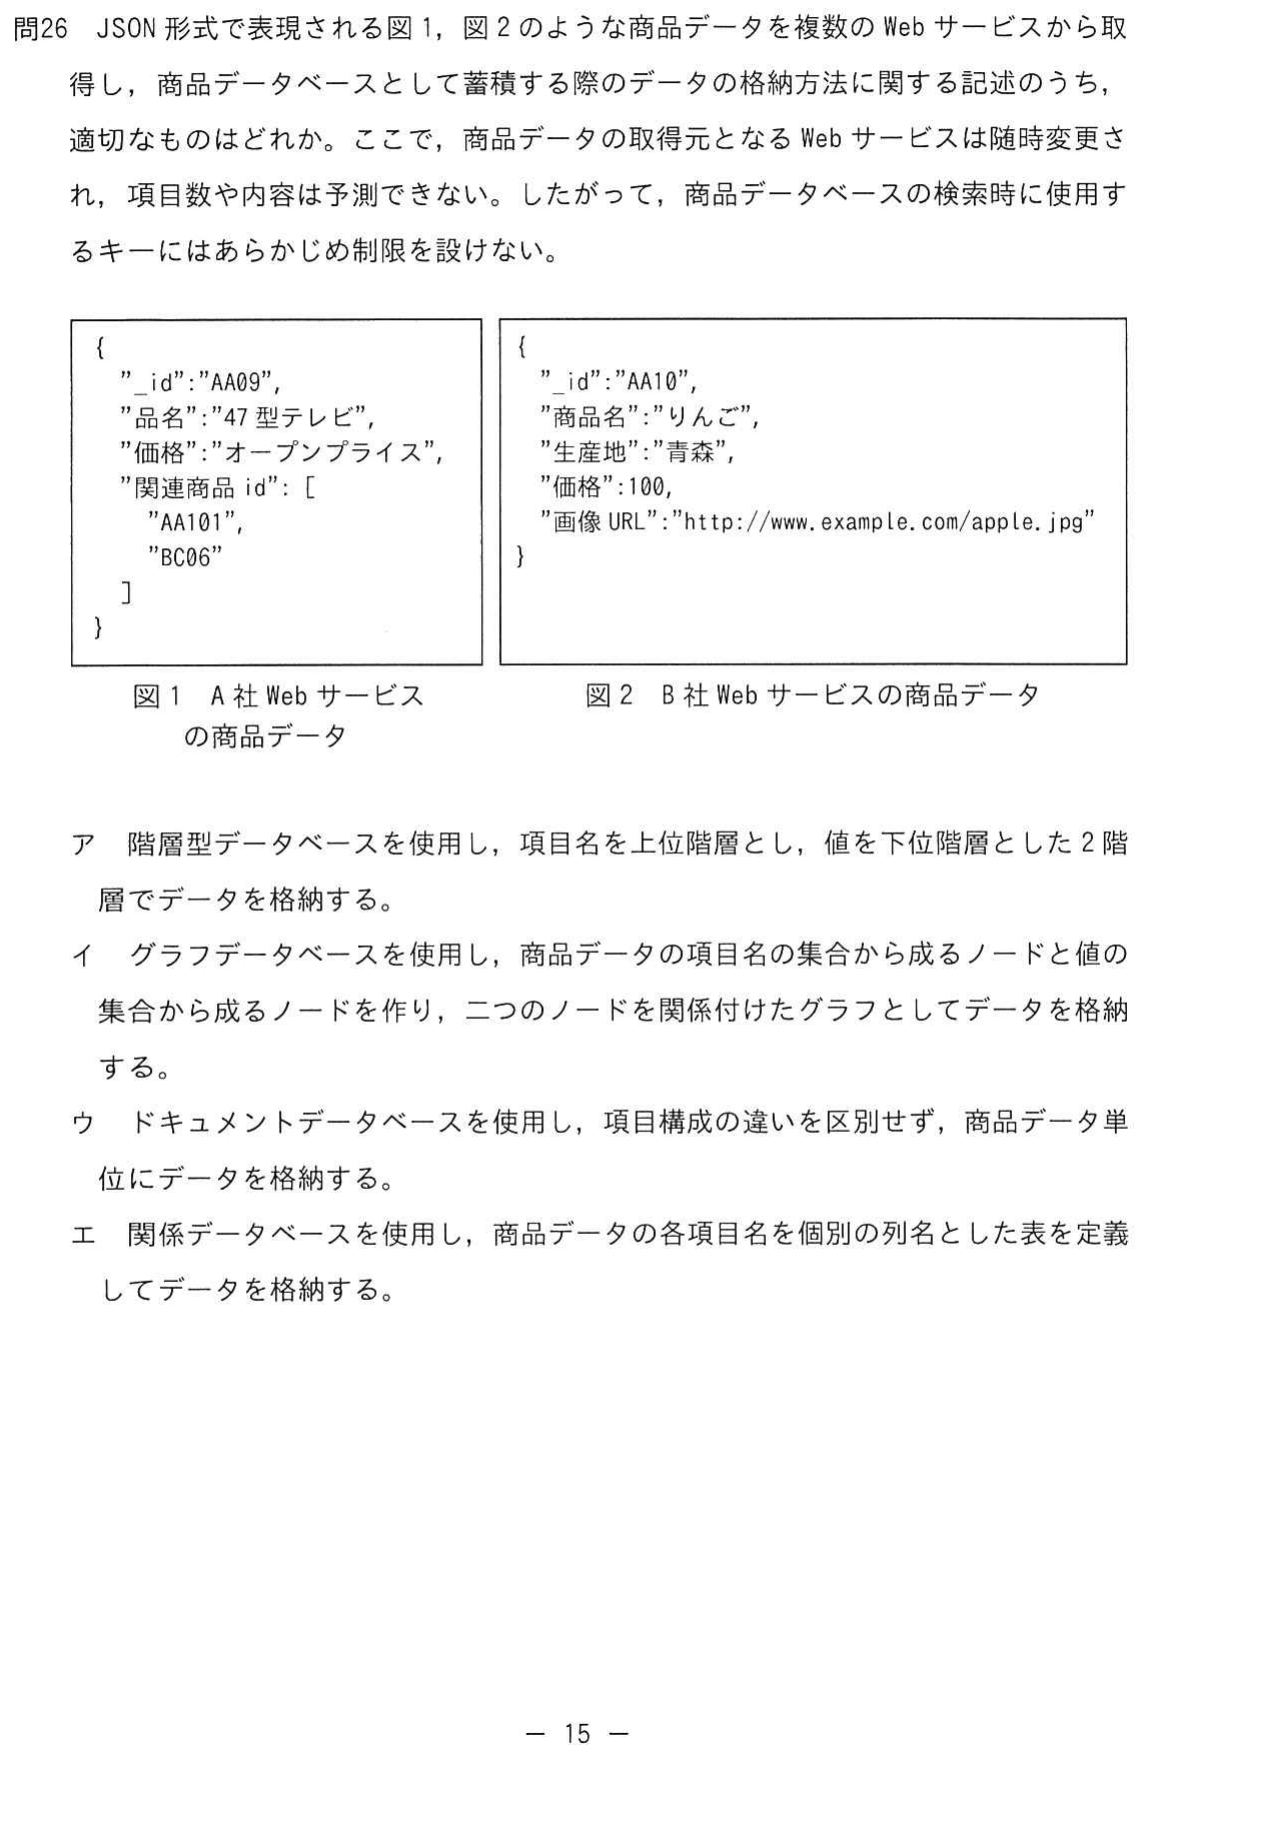 問26 JSON 形式で表現される図1，図2のような商品データを複数の Web サービスから取
得し，商品データベースとして蓄積する際のデータの格納方法に関する記述のうち，
適切なものはどれか。ここで，商品データの取得元となる Web サービスは随時変更さ
れ，項目数や内容は予測できない。したがって，商品データベースの検索時に使用す
るキーにはあらかじめ制限を設けない。
{
"_id":"AA09",
"品名":"47 型テレビ",
"価格":"オープンプライス",
"関連商品 id": [
"AA101",
"BC06"
]
}
図1 A 社 Web サービス
の商品データ
{
"_id":"AA10",
"商品名":"りんご",
"生産地":"青森",
"価格":100,
"画像 URL":"http://www.example.com/apple.jpg"
}
図2 B 社 Web サービスの商品データ
ア 階層型データベースを使用し，項目名を上位階層とし，値を下位階層とした2階
層でデータを格納する。
イ グラフデータベースを使用し，商品データの項目名の集合から成るノードと値の
集合から成るノードを作り，二つのノードを関係付けたグラフとしてデータを格納
する。
ウ ドキュメントデータベースを使用し，項目構成の違いを区別せず，商品データ単
位にデータを格納する。
エ 関係データベースを使用し，商品データの各項目名を個別の列名とした表を定義
してデータを格納する。
— 15 —